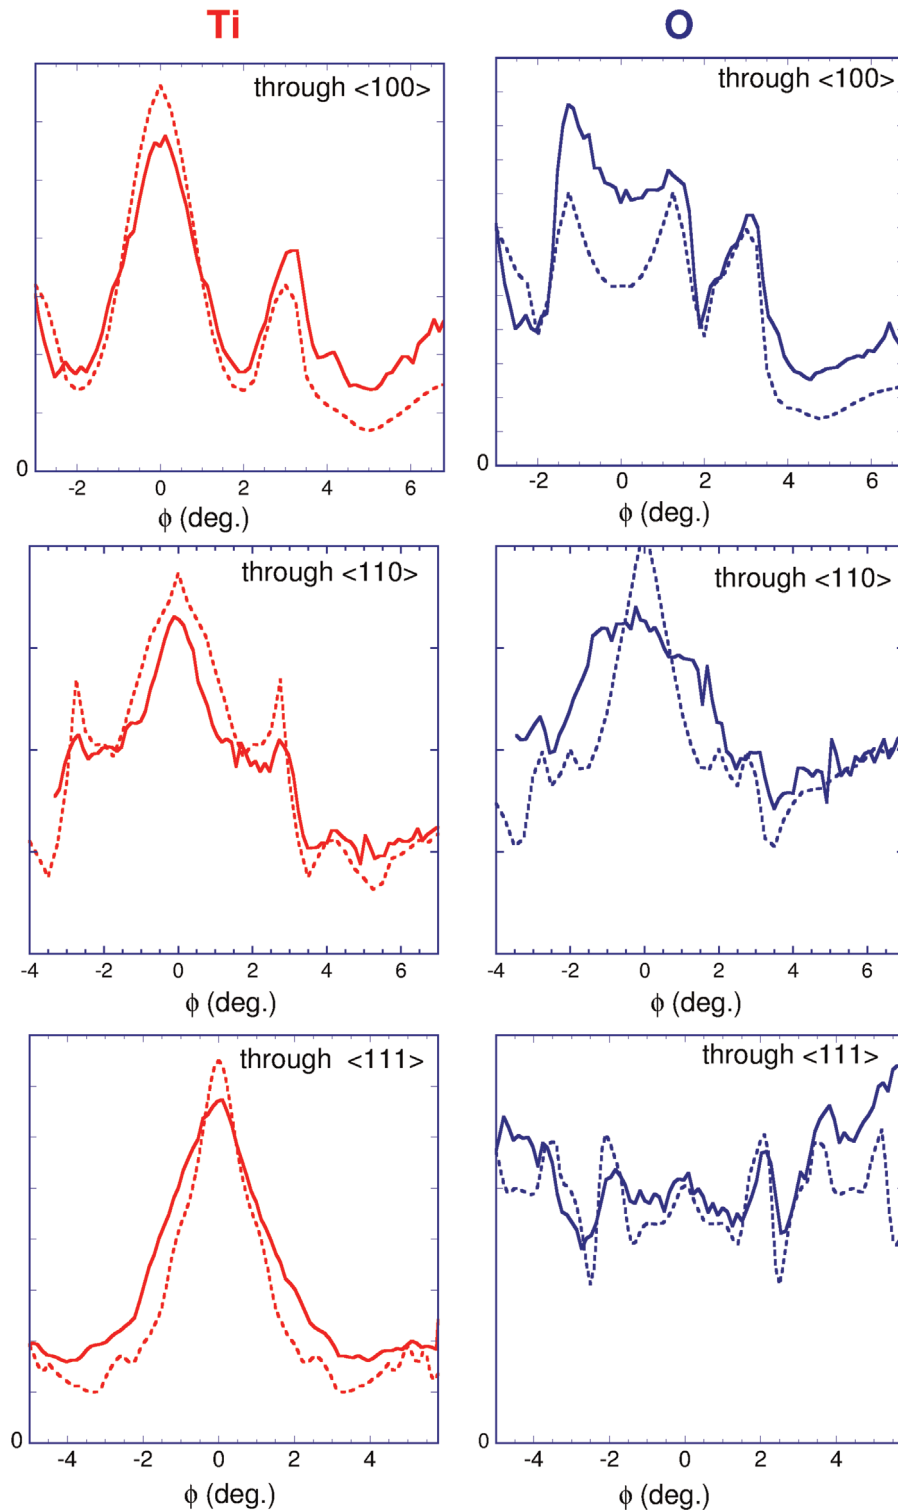 Ti O
through <100> through <100>
0 0
-2 0 2 4 6 -2 0 2 4 6
ϕ (deg.) ϕ (deg.)
through <110> through <110>
-4 -2 0 2 4 6 -4 -2 0 2 4 6
ϕ (deg.) ϕ (deg.)
through <111> through <111>
0 0
-4 -2 0 2 4 -4 -2 0 2 4
ϕ (deg.) ϕ (deg.)